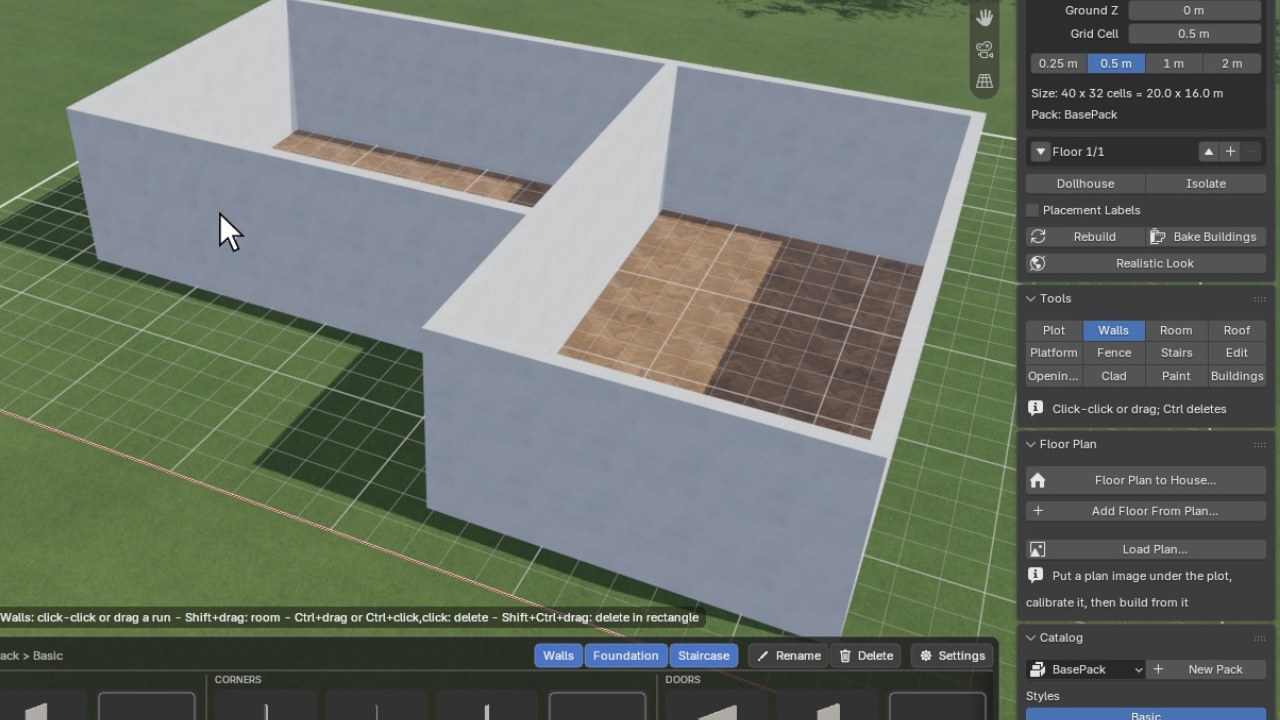 Ground Z 0 m
Grid Cell 0.5 m
0.25 m 0.5 m 1 m 2 m
Size: 40 x 32 cells = 20.0 x 16.0 m
Pack: BasePack
Floor 1/1
Dollhouse Isolate
Placement Labels
Rebuild Bake Buildings
Realistic Look
Tools
Plot Walls Room Roof
Platform Fence Stairs Edit
Openin... Clad Paint Buildings
Click-click or drag; Ctrl deletes
Floor Plan
Floor Plan to House...
Add Floor From Plan...
Load Plan...
Put a plan image under the plot,
calibrate it, then build from it
Walls: click-click or drag a run - Shift+drag: room - Ctrl+drag or Ctrl+click,click: delete - Shift+Ctrl+drag: delete in rectangle
Catalog
ack > Basic Walls Foundation Staircase Rename Delete Settings
BasePack New Pack
CORNERS DOORS
Styles
Basic